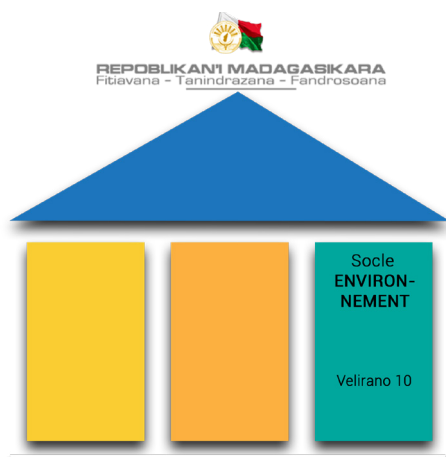 REPOBLIKAN'I MADAGASIKARA
Fitiavana - Tanindrazana - Fandrosoana
Socle
ENVIRON-
NEMENT
Velirano 10